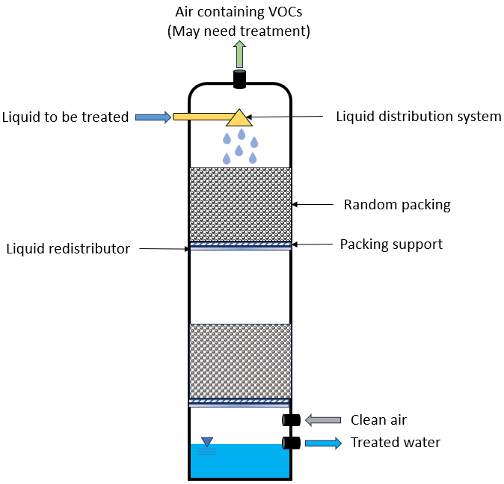 Air containing VOCs
(May need treatment)
Liquid to be treated
Liquid distribution system
Random packing
Liquid redistributor
Packing support
Clean air
Treated water